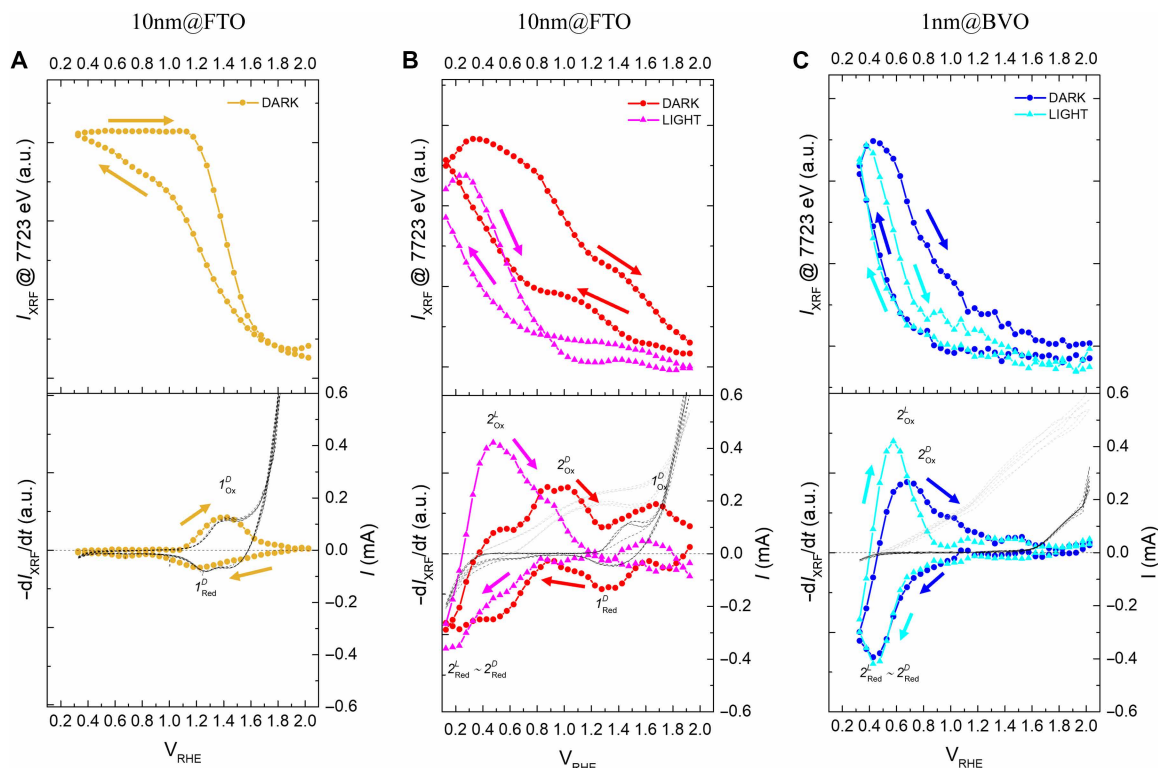 10nm@FTO
10nm@FTO
1nm@BVO
A
0.2 0.4 0.6 0.8 1.0 1.2 1.4 1.6 1.8 2.0
B
0.2 0.4 0.6 0.8 1.0 1.2 1.4 1.6 1.8 2.0
C
0.2 0.4 0.6 0.8 1.0 1.2 1.4 1.6 1.8 2.0
DARK
DARK
LIGHT
DARK
LIGHT
I_XRF @ 7723 eV (a.u.)
I_XRF @ 7723 eV (a.u.)
I_XRF @ 7723 eV (a.u.)
-dI_XRF/dt (a.u.)
1^D_Ox
1^D_Red
0.6
0.4
0.2
0.0
−0.2
−0.4
−0.6
I (mA)
-dI_XRF/dt (a.u.)
2^L_Ox
2^D_Ox
1^D_Ox
1^D_Red
2^L_Red ~ 2^D_Red
0.6
0.4
0.2
0.0
−0.2
−0.4
−0.6
I (mA)
-dI_XRF/dt (a.u.)
2^L_Ox
2^D_Ox
2^L_Red ~ 2^D_Red
0.6
0.4
0.2
0.0
−0.2
−0.4
−0.6
I (mA)
0.2 0.4 0.6 0.8 1.0 1.2 1.4 1.6 1.8 2.0
0.2 0.4 0.6 0.8 1.0 1.2 1.4 1.6 1.8 2.0
0.2 0.4 0.6 0.8 1.0 1.2 1.4 1.6 1.8 2.0
V_RHE
V_RHE
V_RHE